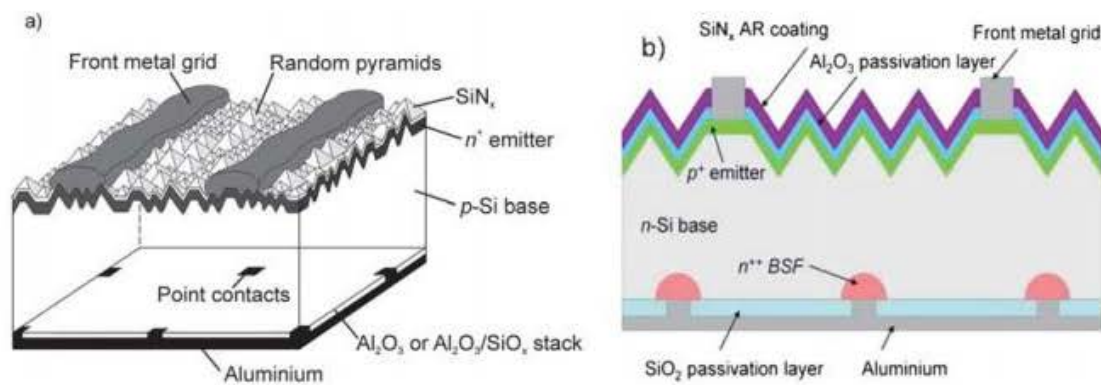 a)
Front metal grid
Random pyramids
SiNₓ
n⁺ emitter
p-Si base
Point contacts
Al₂O₃ or Al₂O₃/SiOₓ stack
Aluminium
b)
SiNₓ AR coating
Front metal grid
Al₂O₃ passivation layer
p⁺ emitter
n-Si base
n⁺⁺ BSF
SiO₂ passivation layer
Aluminium